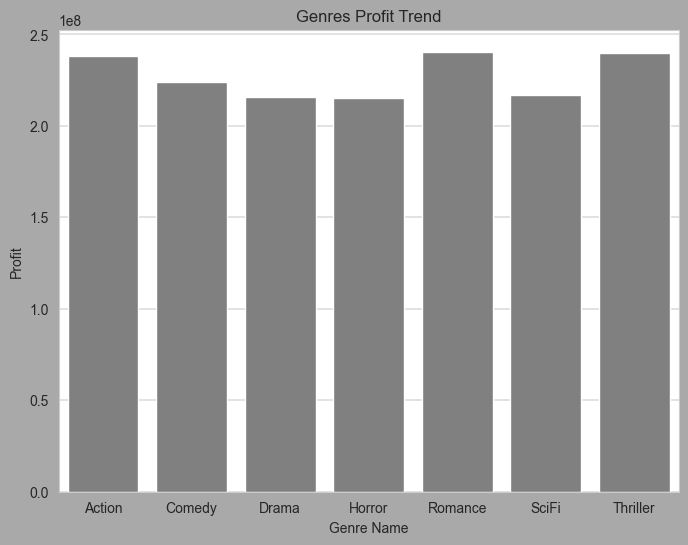 Genres Profit Trend
1e8
2.5
2.0
1.5
1.0
0.5
0.0
Profit
Action Comedy Drama Horror Romance SciFi Thriller
Genre Name